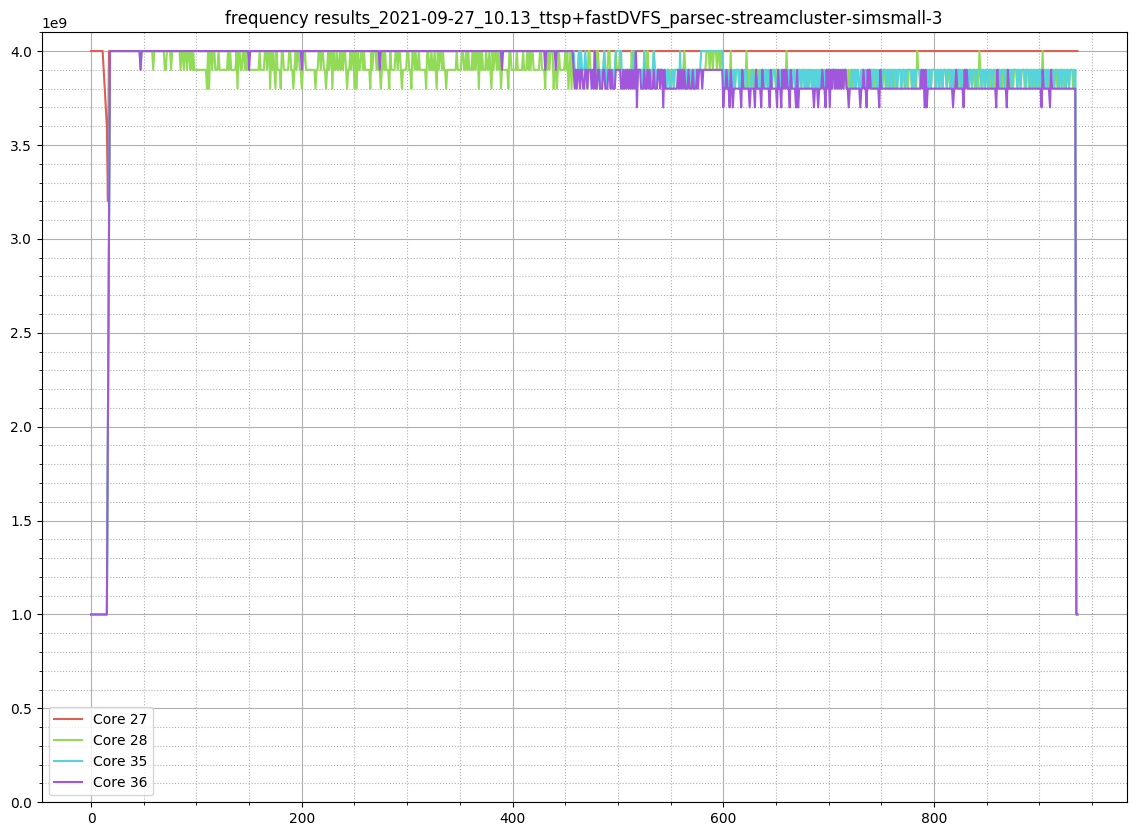 frequency results_2021-09-27_10.13_ttsp+fastDVFS_parsec-streamcluster-simsmall-3
1e9
4.0
3.5
3.0
2.5
2.0
1.5
1.0
0.5
0.0
Core 27
Core 28
Core 35
Core 36
0 200 400 600 800